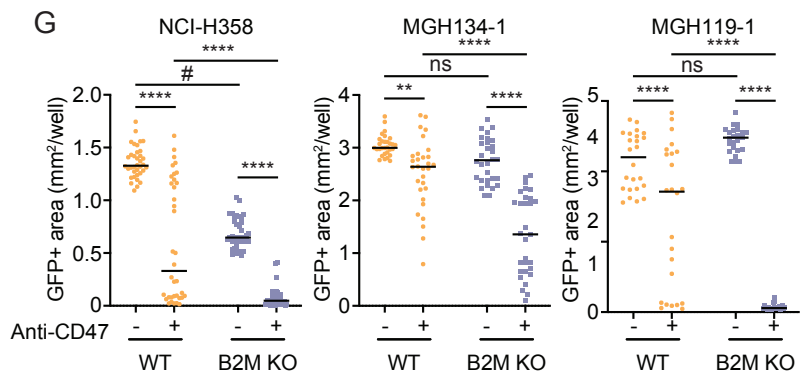 G
NCI-H358
MGH134-1
MGH119-1
****
****
****
#
ns
ns
****
**
****
****
****
****
GFP+ area (mm²/well)
2.0
1.5
1.0
0.5
0
GFP+ area (mm²/well)
4
3
2
1
0
GFP+ area (mm²/well)
5
4
3
2
1
0
Anti-CD47
- + - +
- + - +
- + - +
WT B2M KO
WT B2M KO
WT B2M KO